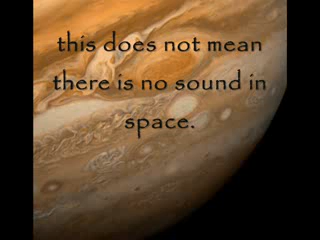 this does not mean
there is no sound in
space.